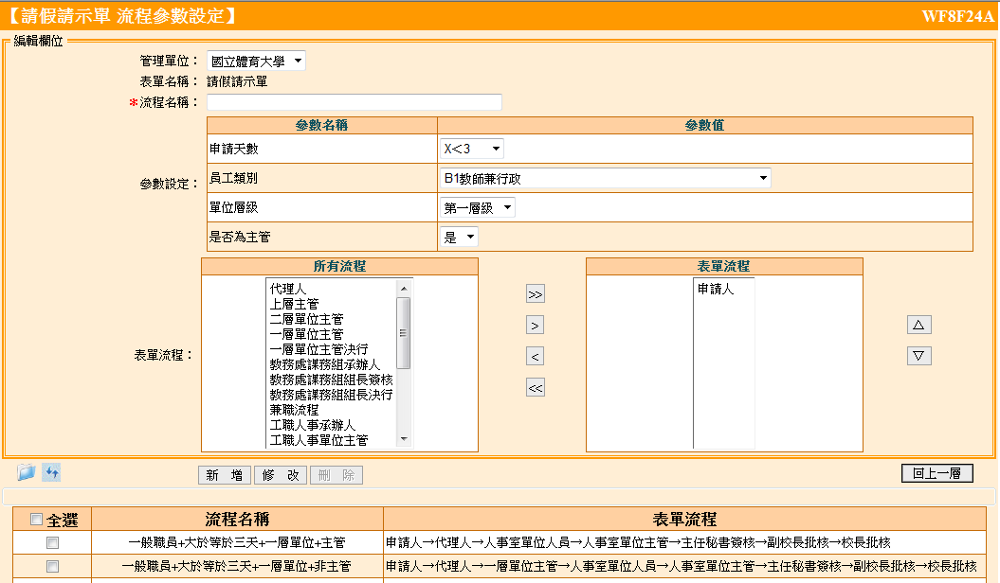 【請假請示單 流程參數設定】 WF8F24A
編輯欄位
管理單位： 國立體育大學
表單名稱： 請假請示單
*流程名稱：
參數名稱 參數值
申請天數 X<3
參數設定： 員工類別 B1教師兼行政
單位層級 第一層級
是否為主管 是
所有流程 表單流程
表單流程：
代理人
上層主管
二層單位主管
一層單位主管
一層單位主管決行
教務處課務組承辦人
教務處課務組組長簽核
教務處課務組組長決行
兼職流程
工職人事承辦人
工職人事單位主管
>>
>
<
<<
申請人
△
▽
新 增 修 改 刪 除 回上一層
全選 流程名稱 表單流程
一般職員+大於等於三天+一層單位+主管 申請人→代理人→人事室單位人員→人事室單位主管→主任秘書簽核→副校長批核→校長批核
一般職員+大於等於三天+一層單位+非主管 申請人→代理人→一層單位主管→人事室單位人員→人事室單位主管→主任秘書簽核→副校長批核→校長批核